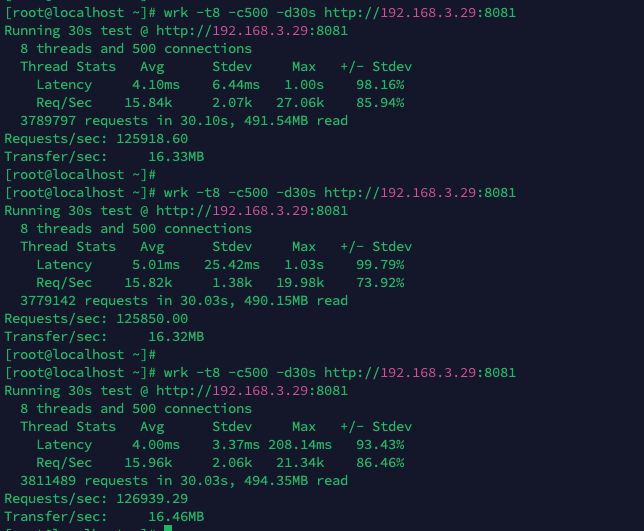 [root@localhost ~]# wrk -t8 -c500 -d30s http://192.168.3.29:8081
Running 30s test @ http://192.168.3.29:8081
  8 threads and 500 connections
  Thread Stats   Avg      Stdev     Max   +/- Stdev
    Latency     4.10ms    6.44ms   1.00s    98.16%
    Req/Sec    15.84k     2.07k    27.06k    85.94%
  3789797 requests in 30.10s, 491.54MB read
Requests/sec: 125918.60
Transfer/sec:     16.33MB
[root@localhost ~]#
[root@localhost ~]# wrk -t8 -c500 -d30s http://192.168.3.29:8081
Running 30s test @ http://192.168.3.29:8081
  8 threads and 500 connections
  Thread Stats   Avg      Stdev     Max   +/- Stdev
    Latency     5.01ms   25.42ms   1.03s    99.79%
    Req/Sec    15.82k     1.38k    19.98k    73.92%
  3779142 requests in 30.03s, 490.15MB read
Requests/sec: 125850.00
Transfer/sec:     16.32MB
[root@localhost ~]#
[root@localhost ~]# wrk -t8 -c500 -d30s http://192.168.3.29:8081
Running 30s test @ http://192.168.3.29:8081
  8 threads and 500 connections
  Thread Stats   Avg      Stdev     Max   +/- Stdev
    Latency     4.00ms    3.37ms 208.14ms   93.43%
    Req/Sec    15.96k     2.06k    21.34k    86.46%
  3811489 requests in 30.03s, 494.35MB read
Requests/sec: 126939.29
Transfer/sec:     16.46MB